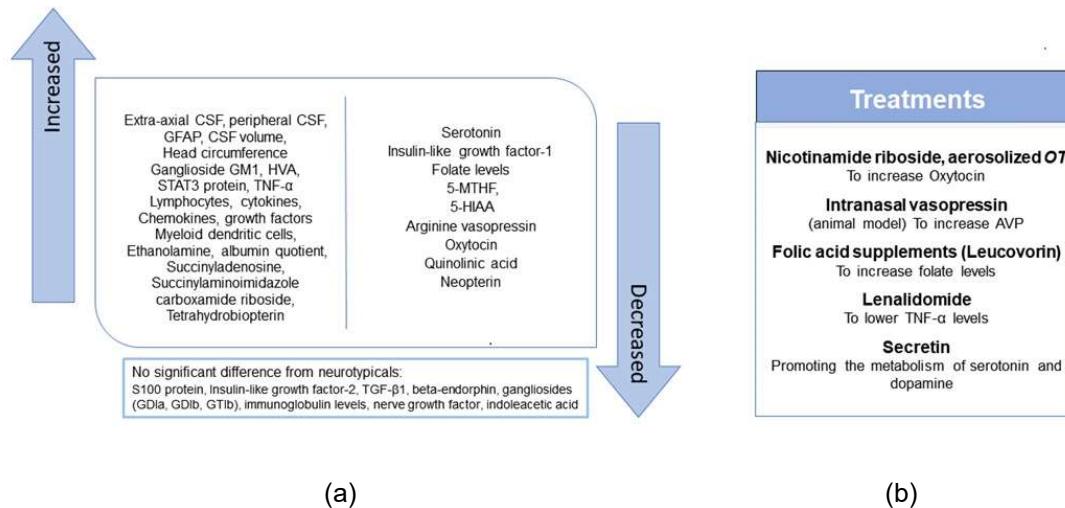 Increased
Extra-axial CSF, peripheral CSF,
GFAP, CSF volume,
Head circumference
Ganglioside GM1, HVA,
STAT3 protein, TNF-α
Lymphocytes, cytokines,
Chemokines, growth factors
Myeloid dendritic cells,
Ethanolamine, albumin quotient,
Succinyladenosine,
Succinylaminoimidazole
carboxamide riboside,
Tetrahydrobiopterin
Serotonin
Insulin-like growth factor-1
Folate levels
5-MTHF,
5-HIAA
Arginine vasopressin
Oxytocin
Quinolinic acid
Neopterin
Decreased
No significant difference from neurotypicals:
S100 protein, Insulin-like growth factor-2, TGF-β1, beta-endorphin, gangliosides
(GDIa, GDIb, GTIb), immunoglobulin levels, nerve growth factor, indoleacetic acid
(a)
Treatments
Nicotinamide riboside, aerosolized OT
To increase Oxytocin
Intranasal vasopressin
(animal model) To increase AVP
Folic acid supplements (Leucovorin)
To increase folate levels
Lenalidomide
To lower TNF-α levels
Secretin
Promoting the metabolism of serotonin and
dopamine
(b)